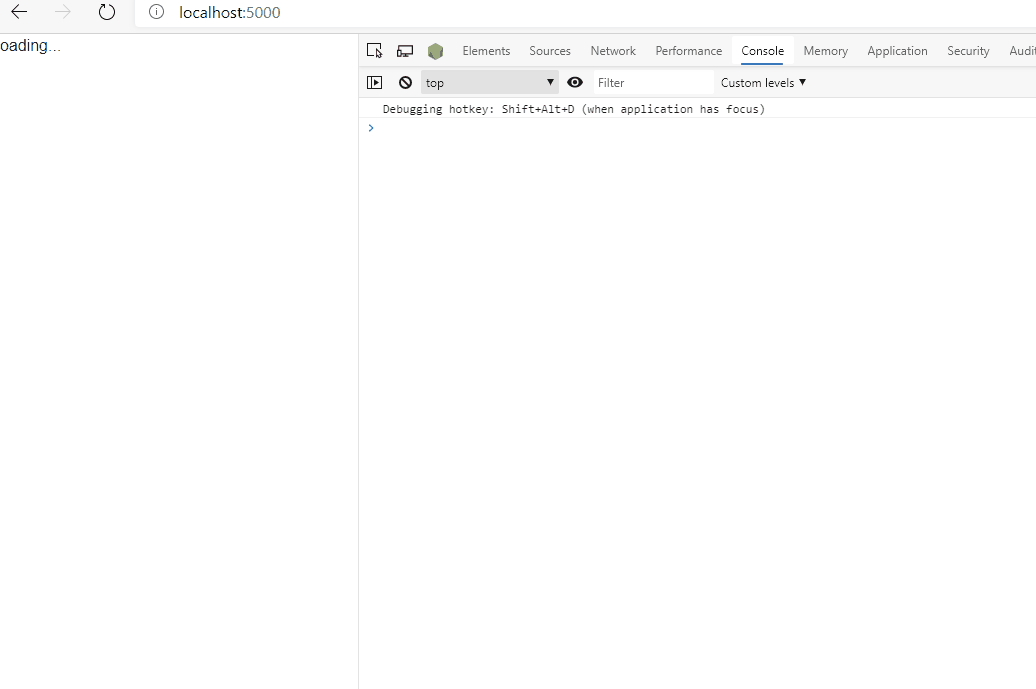 localhost:5000
oading...
Elements Sources Network Performance Console Memory Application Security Audi
top Filter Custom levels
Debugging hotkey: Shift+Alt+D (when application has focus)